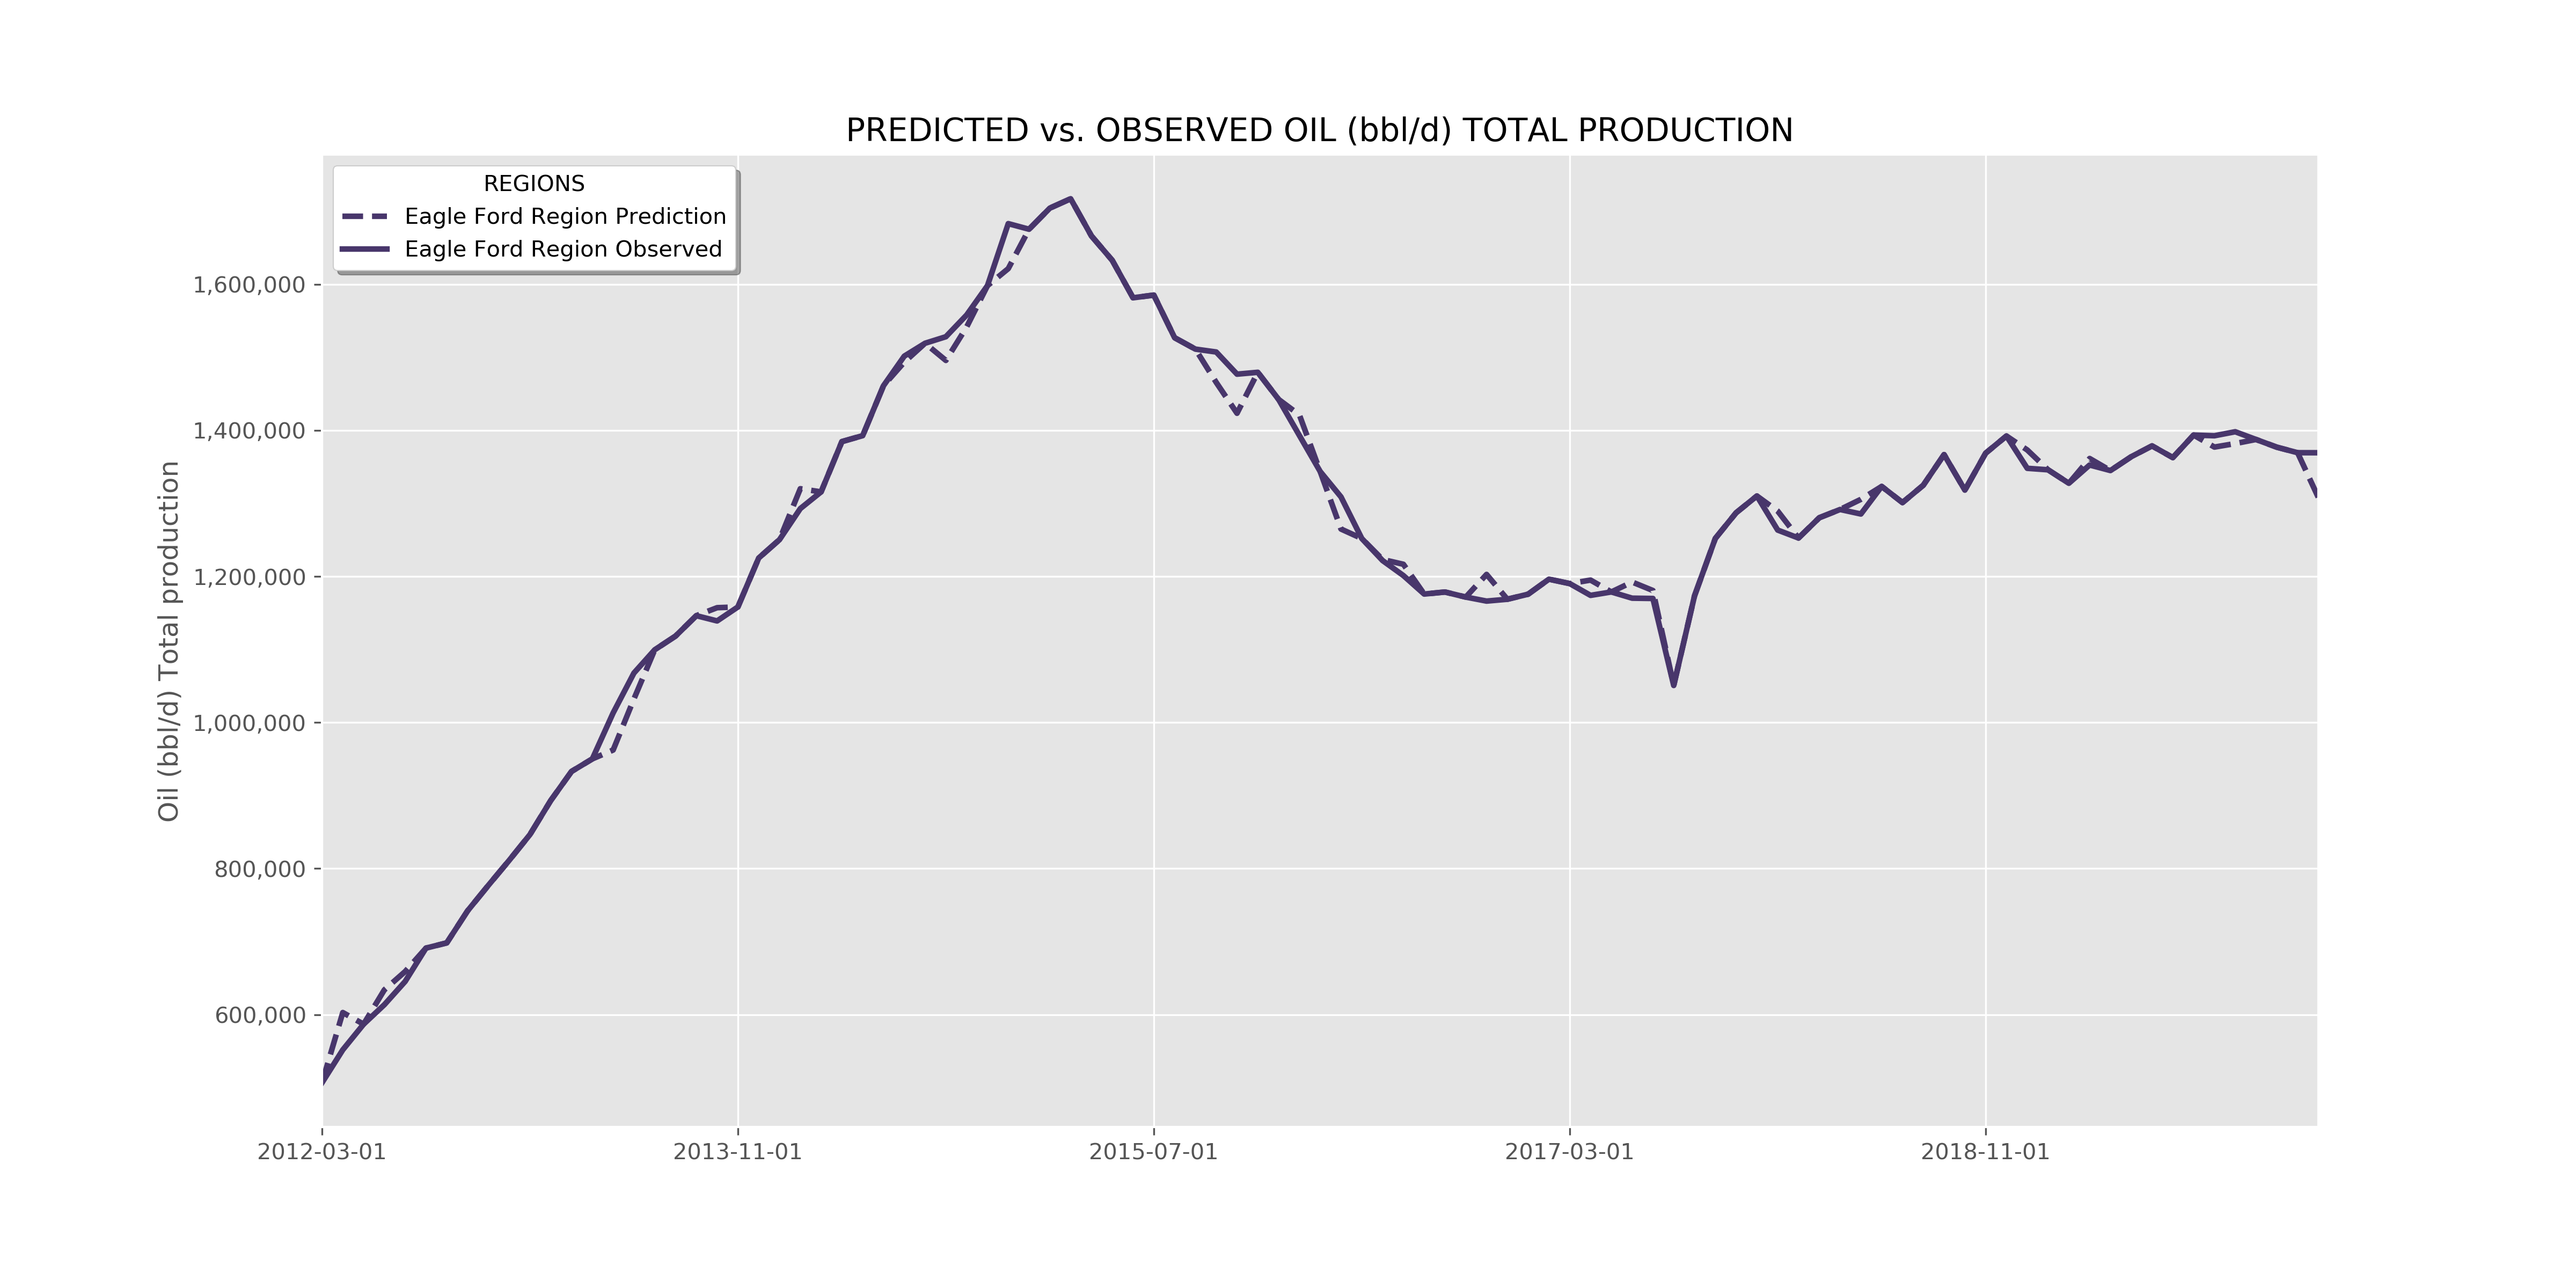 PREDICTED vs. OBSERVED OIL (bbl/d) TOTAL PRODUCTION
REGIONS
Eagle Ford Region Prediction
Eagle Ford Region Observed
Oil (bbl/d) Total production
1,600,000
1,400,000
1,200,000
1,000,000
800,000
600,000
2012-03-01
2013-11-01
2015-07-01
2017-03-01
2018-11-01